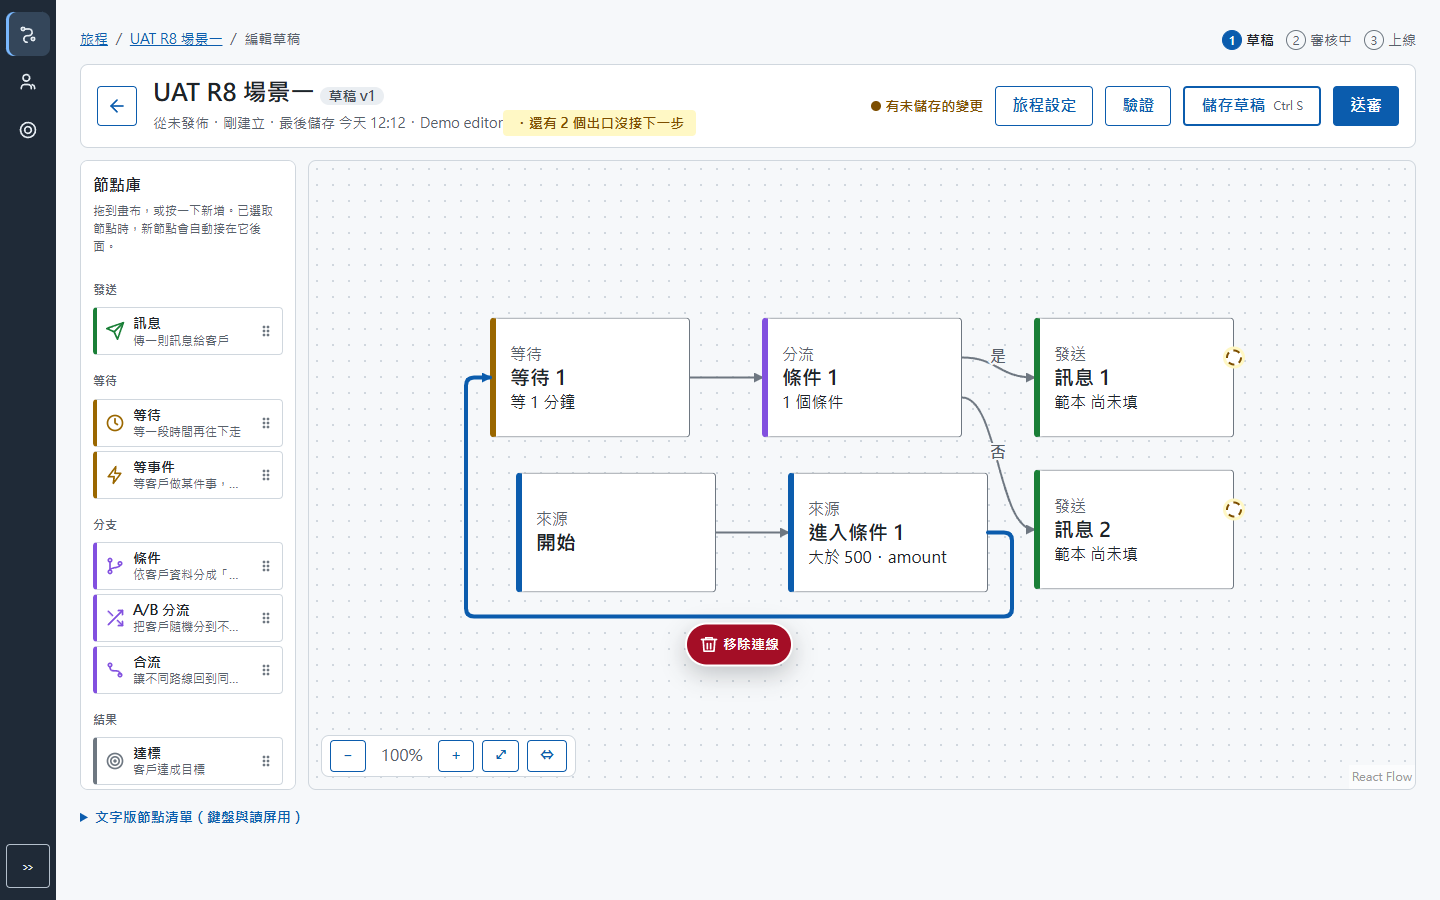 旅程 / UAT R8 場景一 / 編輯草稿
1 草稿 2 審核中 3 上線
UAT R8 場景一 草稿 v1
從未發佈 · 剛建立 · 最後儲存 今天 12:12 · Demo editor · 還有 2 個出口沒接下一步
有未儲存的變更
旅程設定
驗證
儲存草稿 Ctrl S
送審
節點庫
拖到畫布，或按一下新增。已選取
節點時，新節點會自動接在它後
面。
發送
訊息
傳一則訊息給客戶
等待
等待
等一段時間再往下走
等事件
等客戶做某件事，...
分支
條件
依客戶資料分成「...
A/B 分流
把客戶隨機分到不...
合流
讓不同路線回到同...
結果
達標
客戶達成目標
等待
等待 1
等 1 分鐘
分流
條件 1
1 個條件
是
否
發送
訊息 1
範本 尚未填
來源
開始
來源
進入條件 1
大於 500 · amount
發送
訊息 2
範本 尚未填
移除連線
− 100% +
React Flow
文字版節點清單 ( 鍵盤與讀屏用 )
»